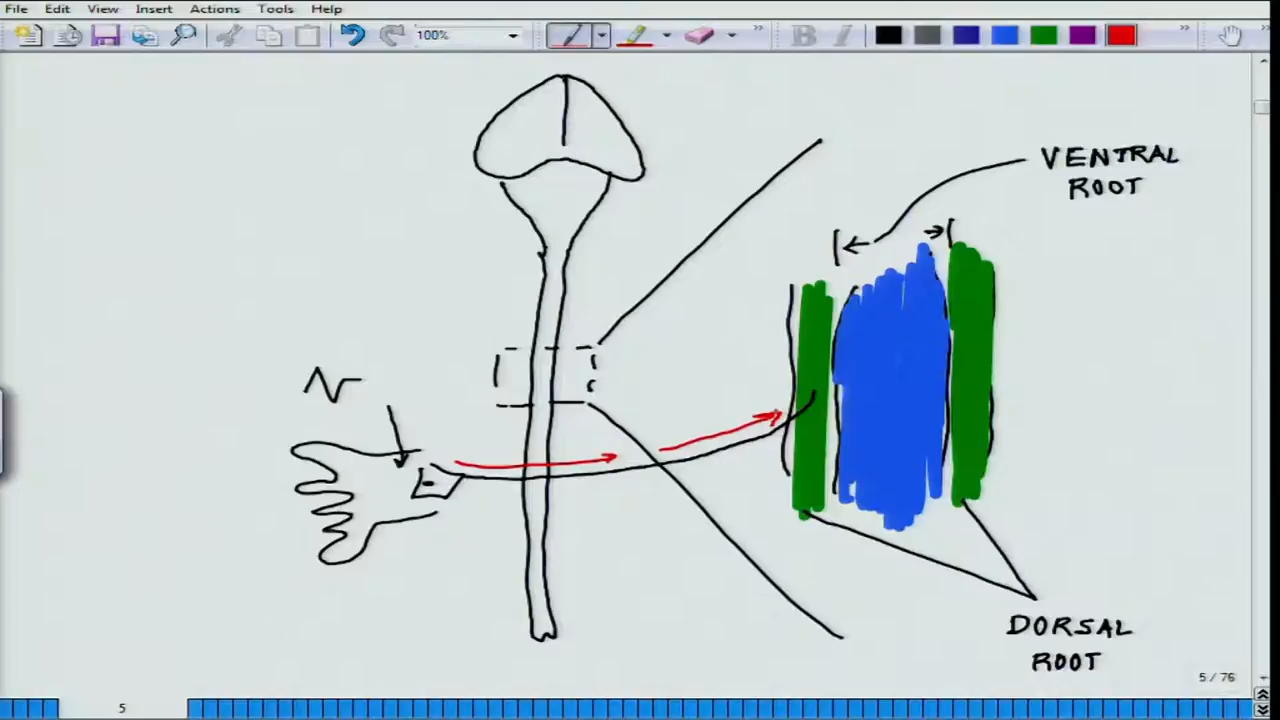 File Edit View Insert Actions Tools Help
100%
B I
VENTRAL
ROOT
N
DORSAL
ROOT
5 / 76
5